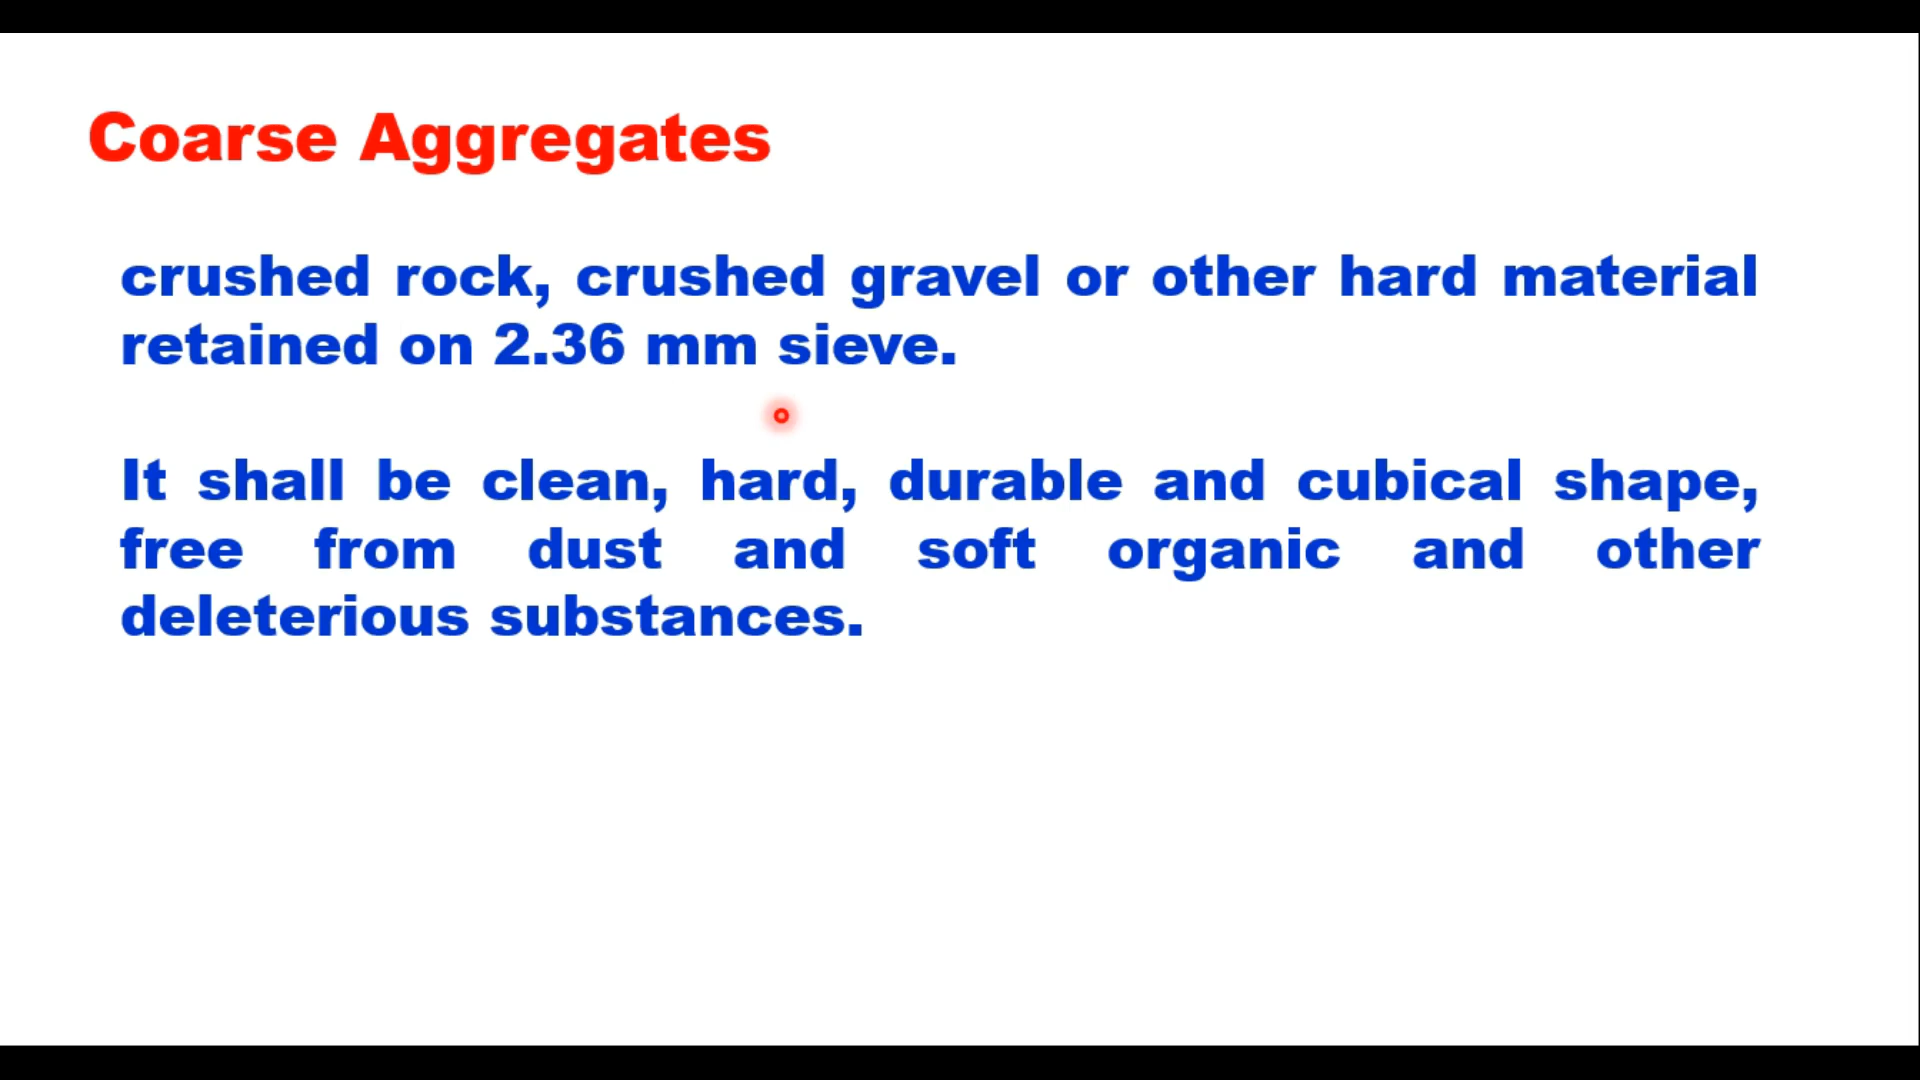 Coarse Aggregates
crushed rock, crushed gravel or other hard material
retained on 2.36 mm sieve.
It shall be clean, hard, durable and cubical shape,
free from dust and soft organic and other
deleterious substances.